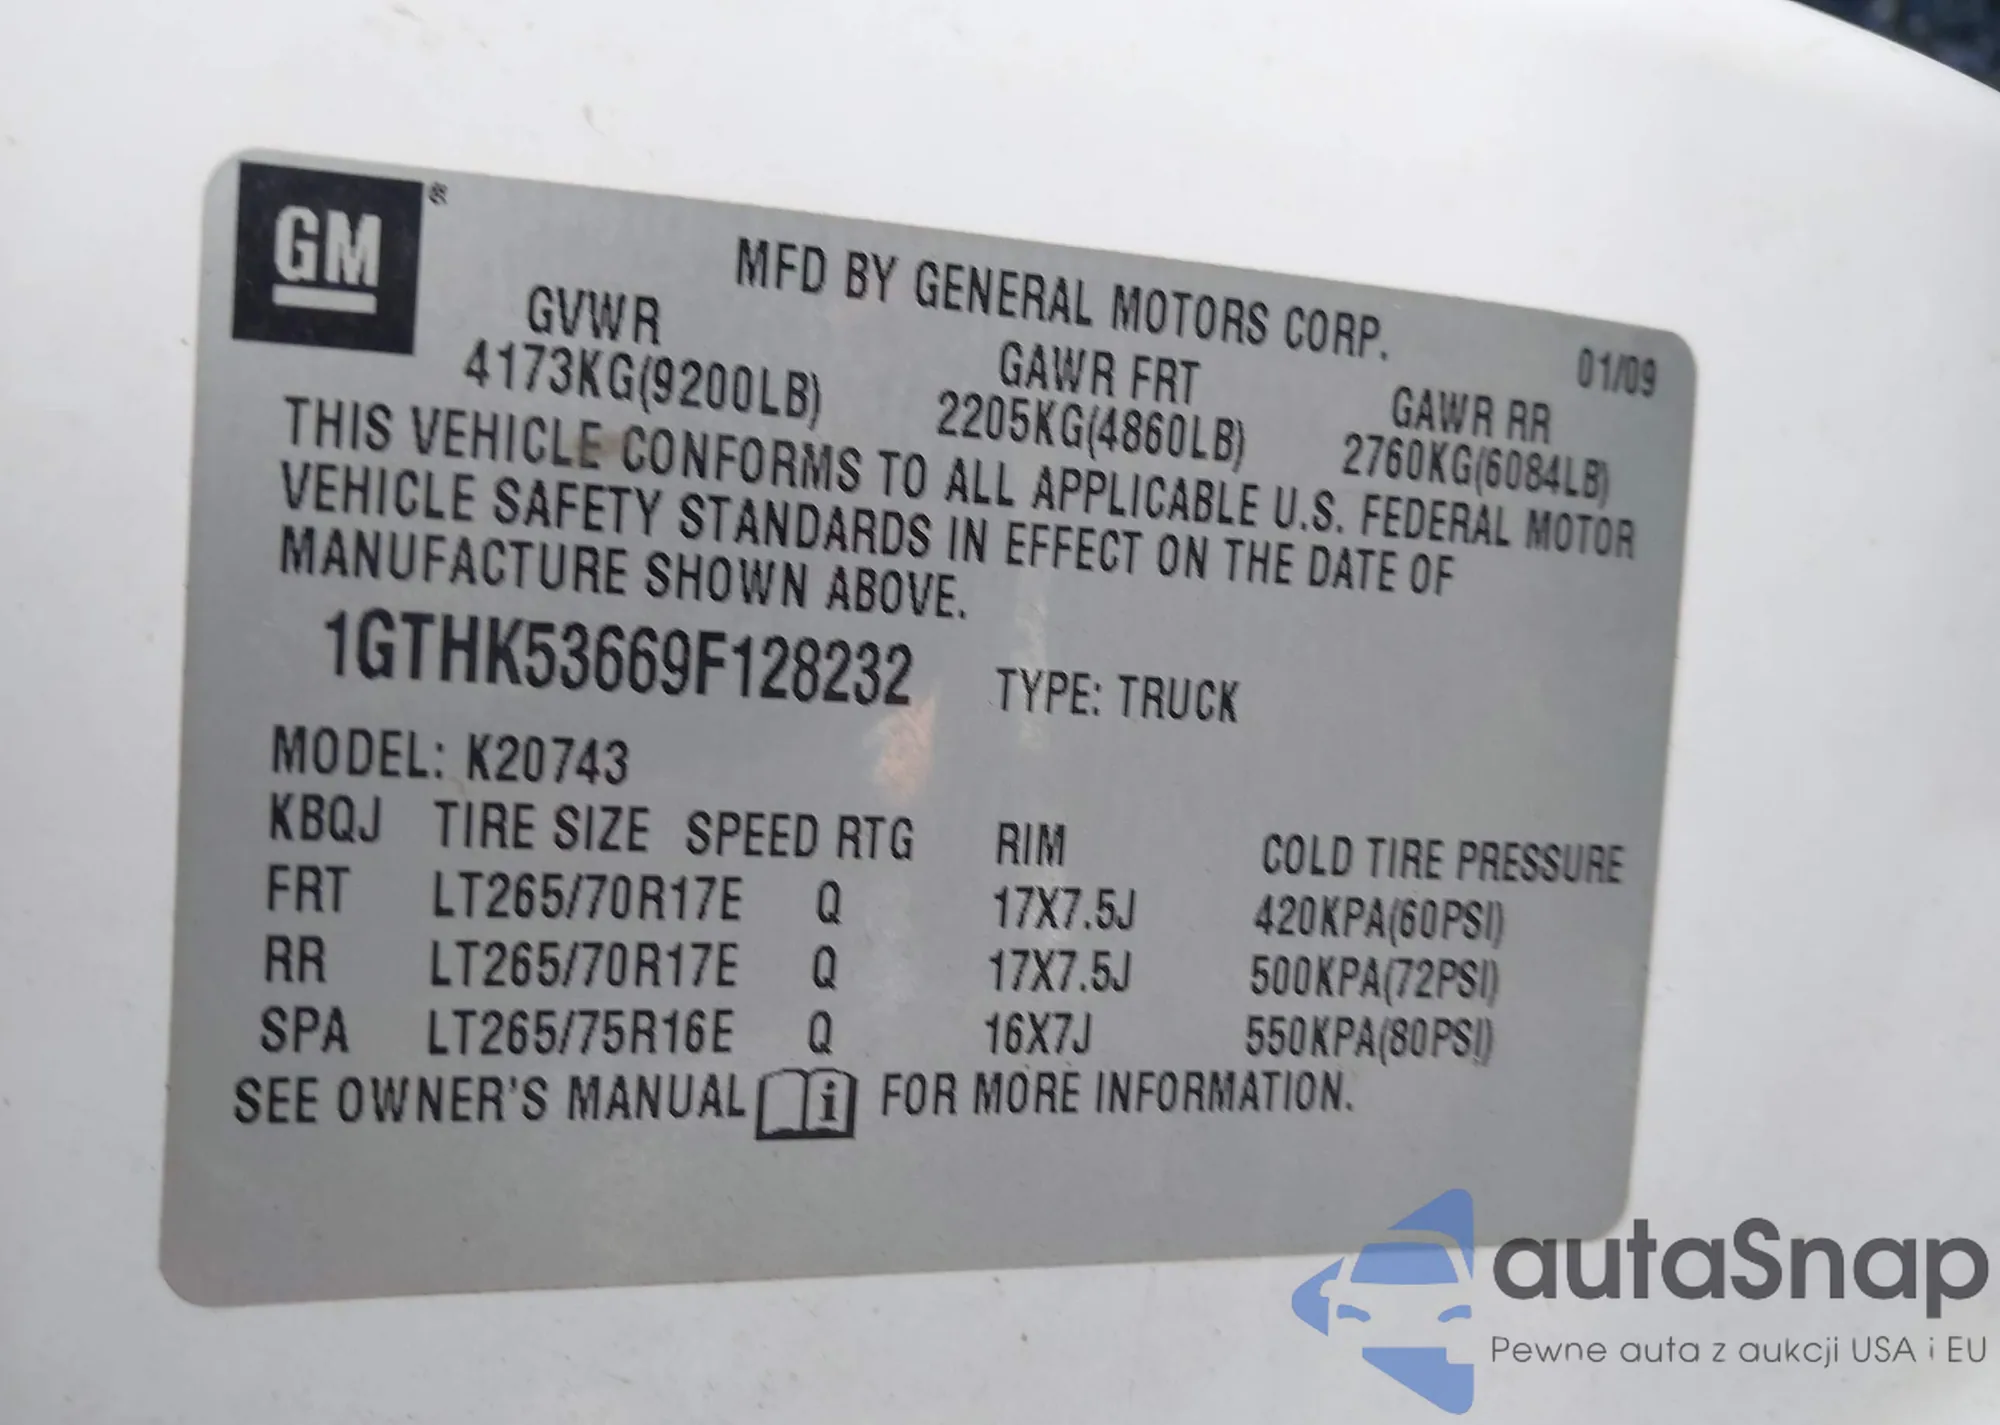 GM®
MFD BY GENERAL MOTORS CORP. 01/09
GVWR GAWR FRT GAWR RR
4173KG(9200LB) 2205KG(4860LB) 2760KG(6084LB)
THIS VEHICLE CONFORMS TO ALL APPLICABLE U.S. FEDERAL MOTOR
VEHICLE SAFETY STANDARDS IN EFFECT ON THE DATE OF
MANUFACTURE SHOWN ABOVE.
1GTHK53669F128232 TYPE: TRUCK
MODEL: K20743
KBQJ TIRE SIZE SPEED RTG RIM COLD TIRE PRESSURE
FRT LT265/70R17E Q 17X7.5J 420KPA(60PSI)
RR LT265/70R17E Q 17X7.5J 500KPA(72PSI)
SPA LT265/75R16E Q 16X7J 550KPA(80PSI)
SEE OWNER'S MANUAL i FOR MORE INFORMATION.
autaSnap
Pewne auta z aukcji USA i EU